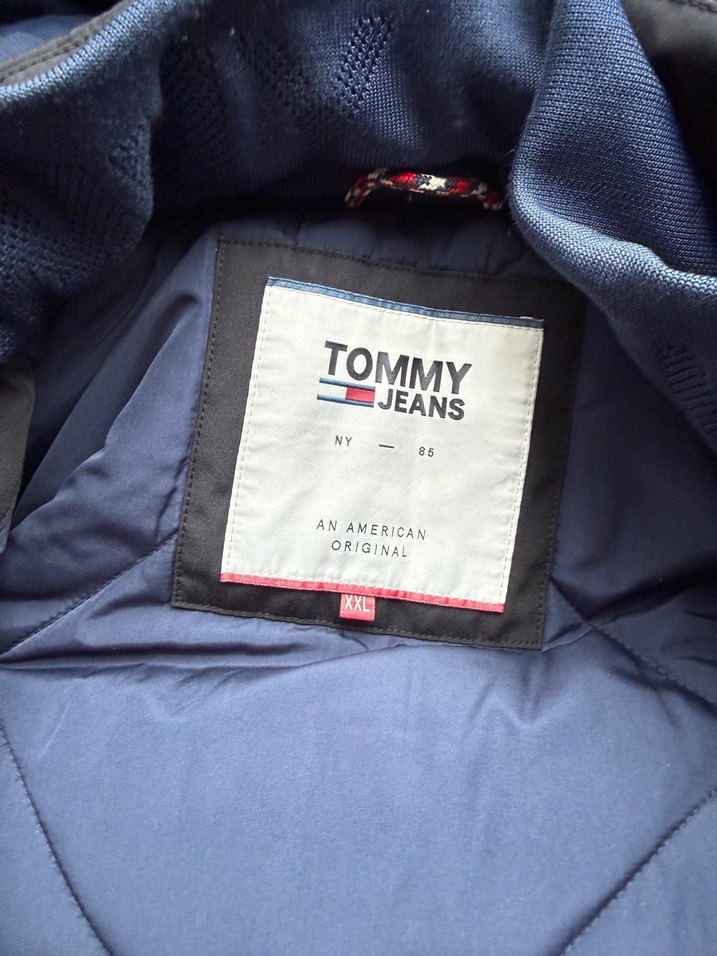 TOMMY
JEANS
NY — 85
AN AMERICAN
ORIGINAL
XXL